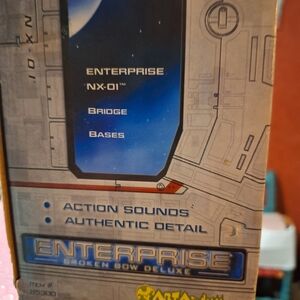 NX-01
ENTERPRISE
NX-01™
BRIDGE
BASES
ACTION SOUNDS
AUTHENTIC DETAIL
ENTERPRISE
BROKEN BOW DELUXE